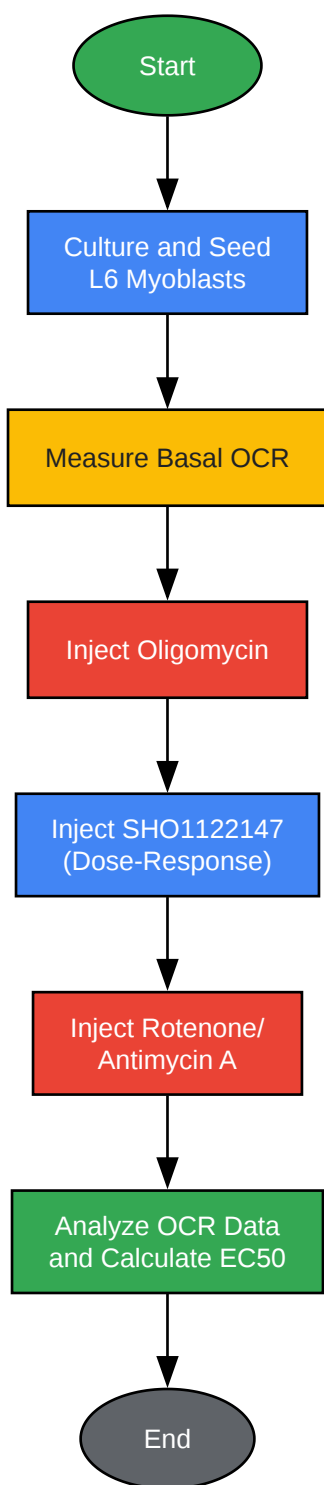 Start
Culture and Seed
L6 Myoblasts
Measure Basal OCR
Inject Oligomycin
Inject SHO1122147
(Dose-Response)
Inject Rotenone/
Antimycin A
Analyze OCR Data
and Calculate EC50
End